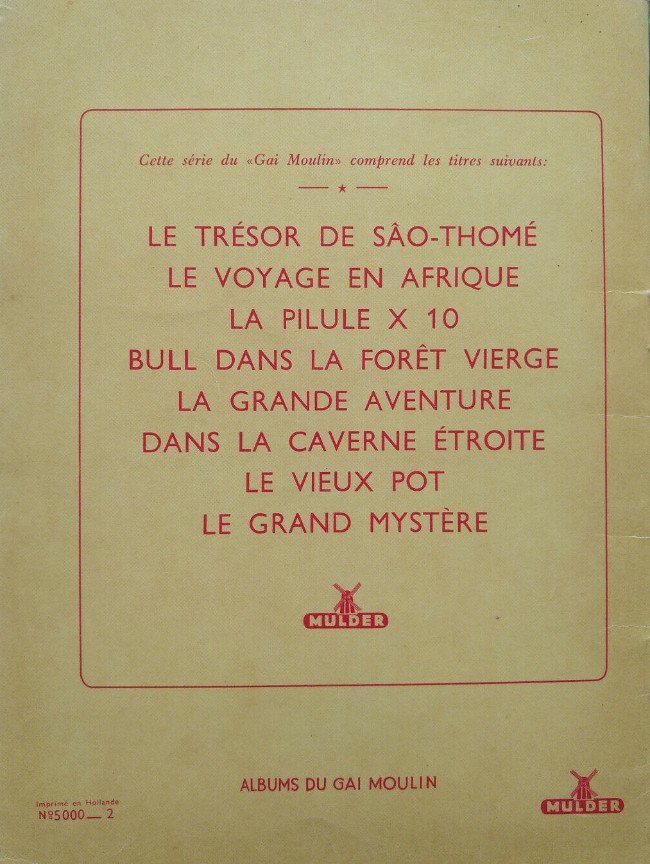 Cette série du «Gai Moulin» comprend les titres suivants:
LE TRÉSOR DE SÂO-THOMÉ
LE VOYAGE EN AFRIQUE
LA PILULE X 10
BULL DANS LA FORÊT VIERGE
LA GRANDE AVENTURE
DANS LA CAVERNE ÉTROITE
LE VIEUX POT
LE GRAND MYSTÈRE
MULDER
ALBUMS DU GAI MOULIN
Imprimé en Hollande
Nº5000_2
MULDER